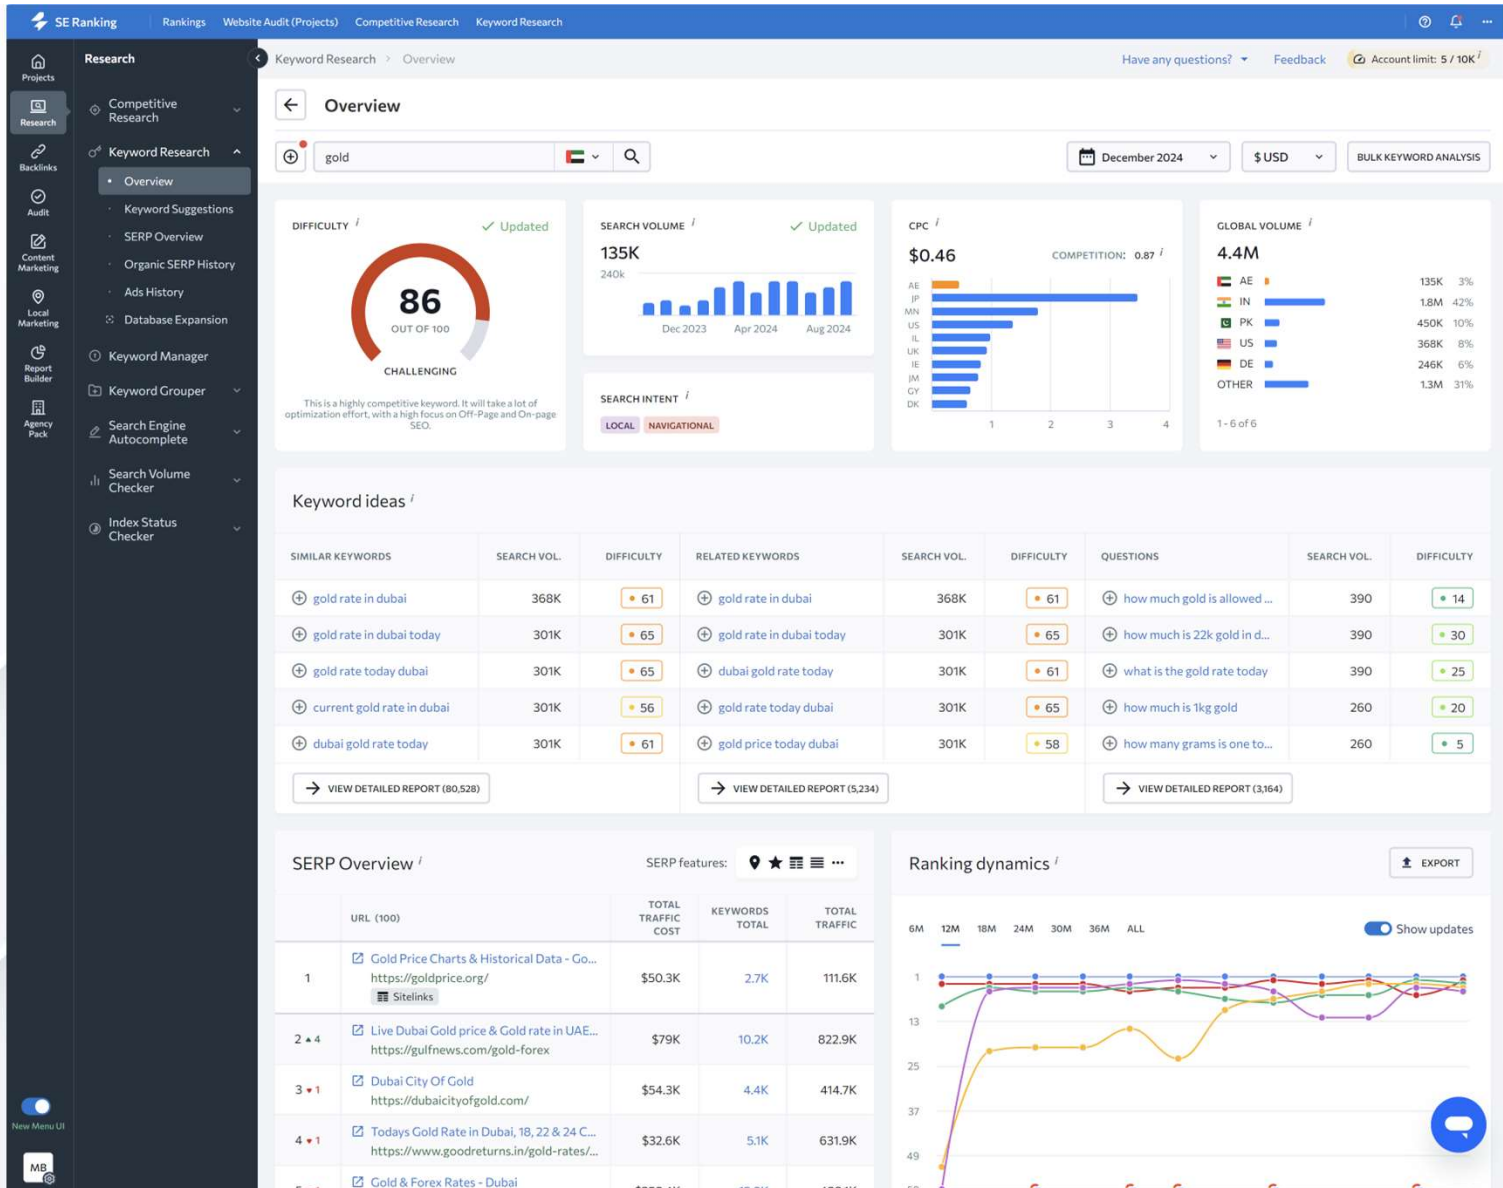 SE Ranking
Rankings
Website Audit (Projects)
Competitive Research
Keyword Research
Projects
Research
Backlinks
Audit
Content
Marketing
Local
Marketing
Report
Builder
Agency
Pack
New Menu UI
MB
Research
Competitive
Research
Keyword Research
Overview
Keyword Suggestions
SERP Overview
Organic SERP History
Ads History
Database Expansion
Keyword Manager
Keyword Grouper
Search Engine
Autocomplete
Search Volume
Checker
Index Status
Checker
Keyword Research > Overview
Have any questions?
Feedback
Account limit: 5 / 10K i
Overview
gold
December 2024
$ USD
BULK KEYWORD ANALYSIS
DIFFICULTY i
Updated
86
OUT OF 100
CHALLENGING
This is a highly competitive keyword. It will take a lot of
optimization effort, with a high focus on Off-Page and On-page
SEO.
SEARCH VOLUME i
Updated
135K
240k
Dec 2023 Apr 2024 Aug 2024
SEARCH INTENT i
LOCAL NAVIGATIONAL
CPC i
$0.46
COMPETITION: 0.87 i
AE
JP
MN
US
IL
UK
IE
JM
GY
DK
1 2 3 4
GLOBAL VOLUME i
4.4M
AE 135K 3%
IN 1.8M 42%
PK 450K 10%
US 368K 8%
DE 246K 6%
OTHER 1.3M 31%
1 - 6 of 6
Keyword ideas i
SIMILAR KEYWORDS SEARCH VOL. DIFFICULTY RELATED KEYWORDS SEARCH VOL. DIFFICULTY QUESTIONS SEARCH VOL. DIFFICULTY
gold rate in dubai 368K 61 gold rate in dubai 368K 61 how much gold is allowed ... 390 14
gold rate in dubai today 301K 65 gold rate in dubai today 301K 65 how much is 22k gold in d... 390 30
gold rate today dubai 301K 65 dubai gold rate today 301K 61 what is the gold rate today 390 25
current gold rate in dubai 301K 56 gold rate today dubai 301K 65 how much is 1kg gold 260 20
dubai gold rate today 301K 61 gold price today dubai 301K 58 how many grams is one to... 260 5
VIEW DETAILED REPORT (80,528) VIEW DETAILED REPORT (5,234) VIEW DETAILED REPORT (3,164)
SERP Overview i
SERP features:
URL (100)
TOTAL
TRAFFIC
COST
KEYWORDS
TOTAL
TOTAL
TRAFFIC
1 Gold Price Charts & Historical Data - Go... $50.3K 2.7K 111.6K
https://goldprice.org/
Sitelinks
2 4 Live Dubai Gold price & Gold rate in UAE... $79K 10.2K 822.9K
https://gulfnews.com/gold-forex
3 1 Dubai City Of Gold $54.3K 4.4K 414.7K
https://dubaicityofgold.com/
4 1 Todays Gold Rate in Dubai, 18, 22 & 24 C... $32.6K 5.1K 631.9K
https://www.goodreturns.in/gold-rates/...
Gold & Forex Rates - Dubai
Ranking dynamics i
EXPORT
6M 12M 18M 24M 30M 36M ALL
Show updates
1
13
25
37
49